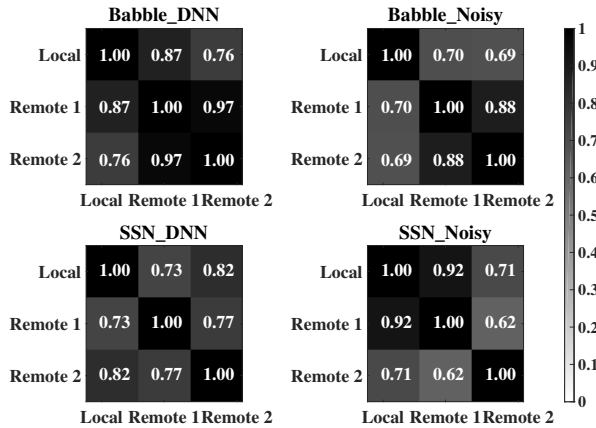 Babble_DNN
Local 1.00 0.87 0.76
Remote 1 0.87 1.00 0.97
Remote 2 0.76 0.97 1.00
Local Remote 1 Remote 2
Babble_Noisy
Local 1.00 0.70 0.69
Remote 1 0.70 1.00 0.88
Remote 2 0.69 0.88 1.00
Local Remote 1 Remote 2
SSN_DNN
Local 1.00 0.73 0.82
Remote 1 0.73 1.00 0.77
Remote 2 0.82 0.77 1.00
Local Remote 1 Remote 2
SSN_Noisy
Local 1.00 0.92 0.71
Remote 1 0.92 1.00 0.62
Remote 2 0.71 0.62 1.00
Local Remote 1 Remote 2
1
0.9
0.8
0.7
0.6
0.5
0.4
0.3
0.2
0.1
0